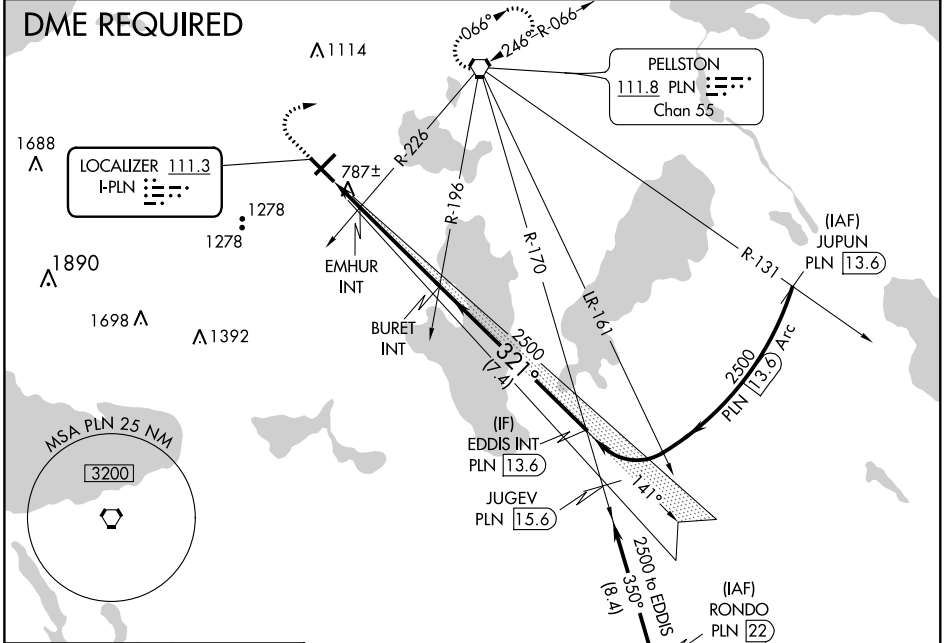 DME REQUIRED
1114
066°
246°
R-066
PELLSTON
111.8 PLN
Chan 55
1688
LOCALIZER 111.3
I-PLN
787±
R-226
R-196
R-170
LR-161
R-131
1278
1278
(IAF)
JUPUN
PLN 13.6
EMHUR
INT
1890
BURET
INT
1698
1392
2500
321°
(7.4)
2500
PLN 13.6 Arc
(IF)
EDDIS INT
PLN 13.6
MSA PLN 25 NM
3200
141°
JUGEV
PLN 15.6
2500 to EDDIS
350°
(8.4)
(IAF)
RONDO
PLN 22